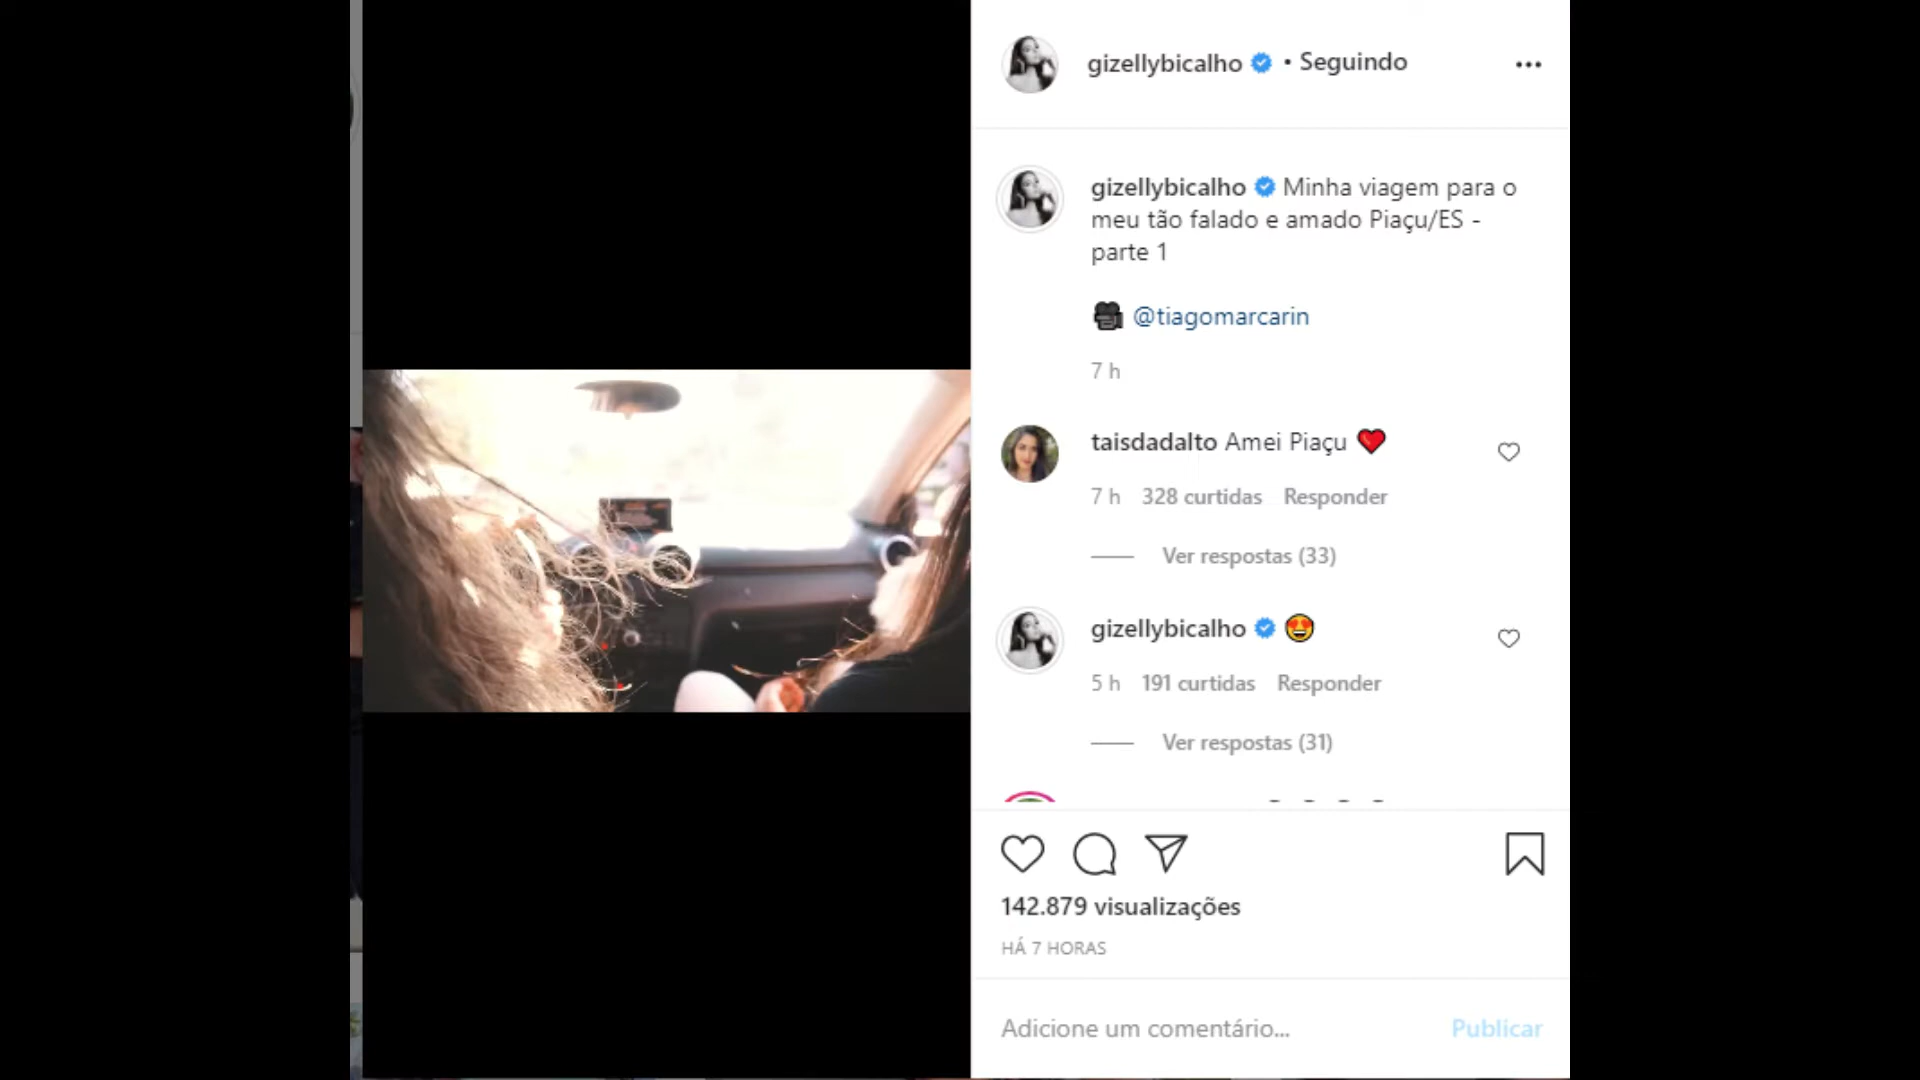 gizellybicalho • Seguindo
gizellybicalho Minha viagem para o
meu tão falado e amado Piaçu/ES -
parte 1
@tiagomarcarin
7 h
taisdadalto Amei Piaçu ❤️
7 h 328 curtidas Responder
Ver respostas (33)
gizellybicalho 😍
5 h 191 curtidas Responder
Ver respostas (31)
142.879 visualizações
HÁ 7 HORAS
Adicione um comentário... Publicar